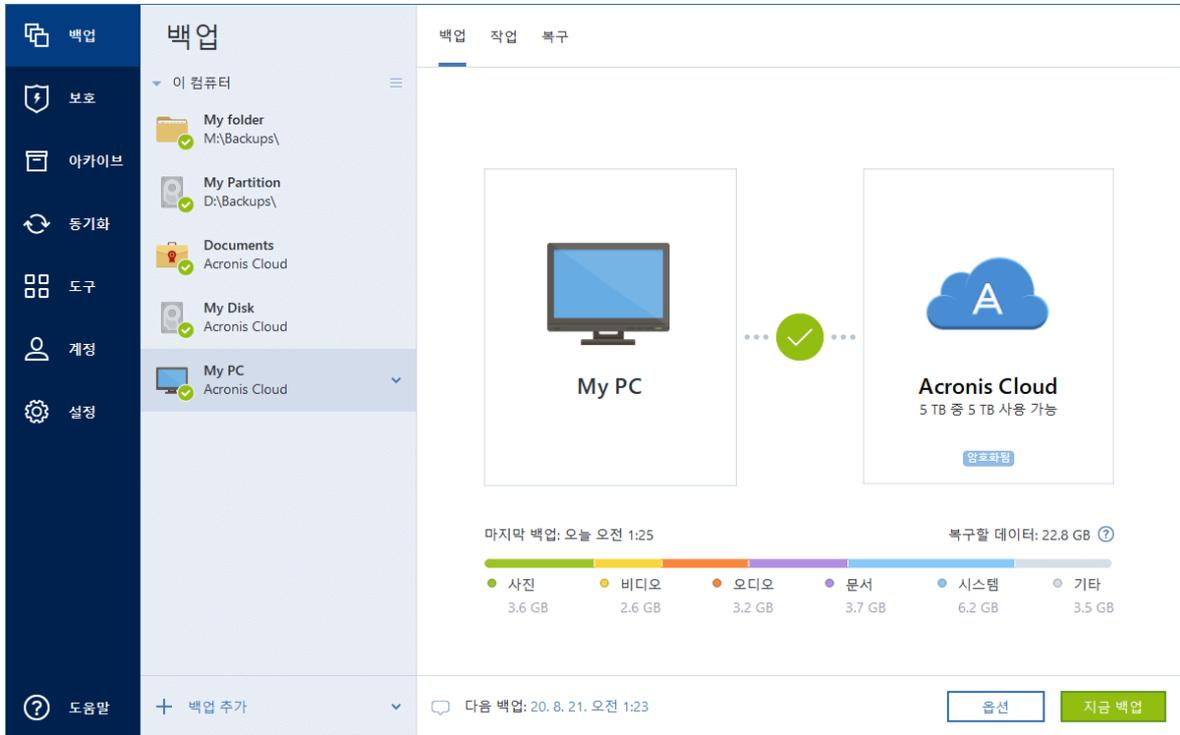 백업
보호
아카이브
동기화
도구
계정
설정
도움말
백업
이 컴퓨터
My folder
M:\Backups\
My Partition
D:\Backups\
Documents
Acronis Cloud
My Disk
Acronis Cloud
My PC
Acronis Cloud
백업 추가
백업 작업 복구
My PC
A
Acronis Cloud
5 TB 중 5 TB 사용 가능
암호화됨
마지막 백업: 오늘 오전 1:25
복구할 데이터: 22.8 GB ?
사진 비디오 오디오 문서 시스템 기타
3.6 GB 2.6 GB 3.2 GB 3.7 GB 6.2 GB 3.5 GB
다음 백업: 20. 8. 21. 오전 1:23
옵션
지금 백업